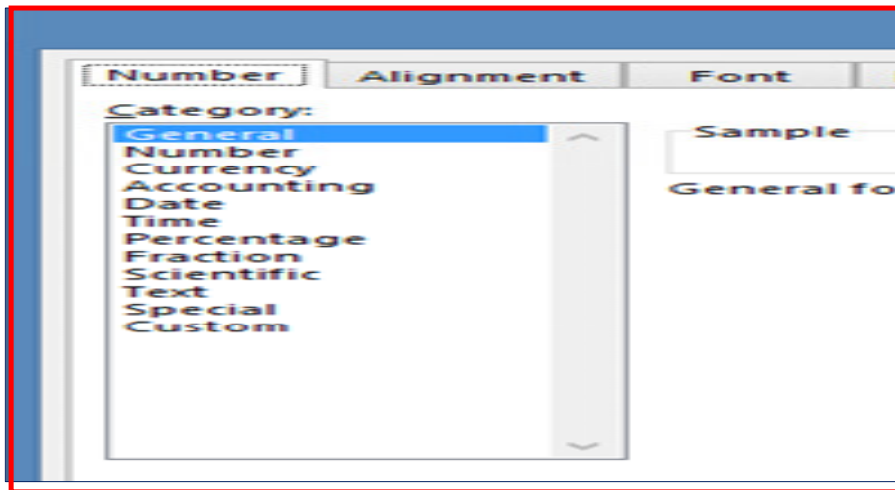 Number Alignment Font
Category:
General
Number
Currency
Accounting
Date
Time
Percentage
Fraction
Scientific
Text
Special
Custom
Sample
General fo